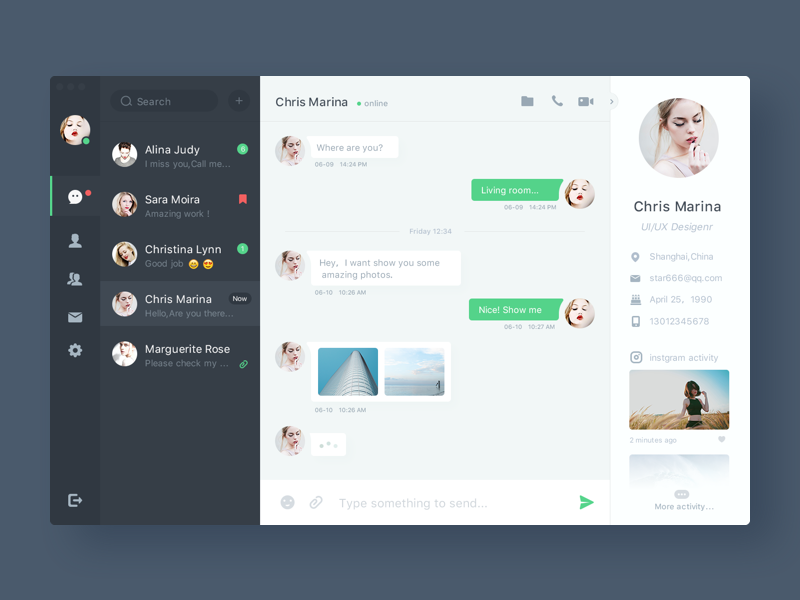 Search
+
Alina Judy
I miss you,Call me...
Sara Moira
Amazing work !
Christina Lynn
1
Good job
Chris Marina
Now
Hello,Are you there...
Marguerite Rose
Please check my ...
Chris Marina
online
Where are you?
06-09 14:24 PM
Living room...
06-09 14:24 PM
Friday 12:34
Hey, I want show you some
amazing photos.
06-10 10:26 AM
Nice! Show me
06-10 10:27 AM
06-10 10:26 AM
Type something to send...
Chris Marina
UI/UX Desigenr
Shanghai,China
star666@qq.com
April 25, 1990
13012345678
instgram activity
2 minutes ago
More activity...